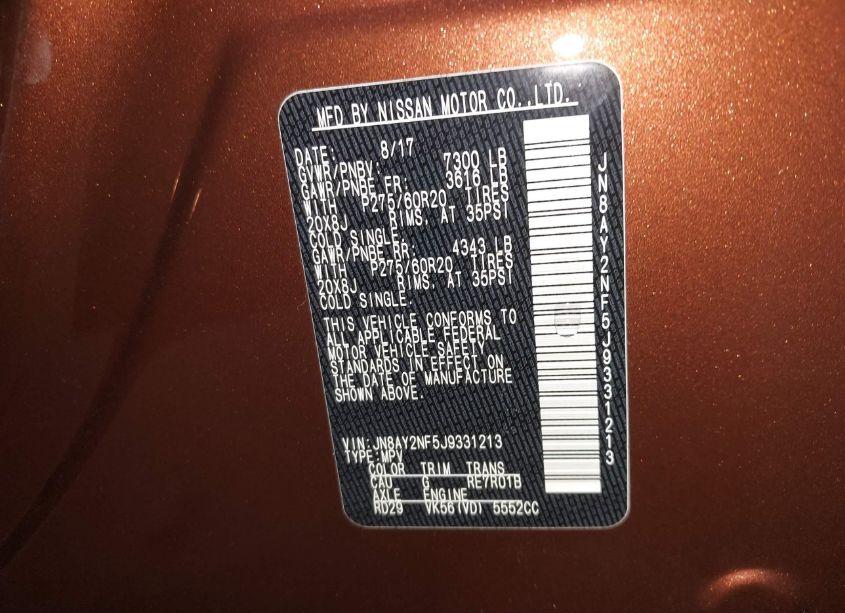 MFD BY NISSAN MOTOR CO.,LTD.
DATE: 8/17
GVWR/PNBV: 7300 LB
GAWR/PNBE FR: 3616 LB
WITH P275/60R20 TIRES
20X8J RIMS. AT 35PSI
COLD SINGLE.
GAWR/PNBE RR: 4343 LB
WITH P275/60R20 TIRES
20X8J RIMS. AT 35PSI
COLD SINGLE.
THIS VEHICLE CONFORMS TO
ALL APPLICABLE FEDERAL
MOTOR VEHICLE SAFETY
STANDARDS IN EFFECT ON
THE DATE OF MANUFACTURE
SHOWN ABOVE.
VIN:JN8AY2NF5J9331213
TYPE:MPV
COLOR TRIM TRANS
CAU G RE7R01B
AXLE ENGINE
RD29 VK56(VD) 5552CC
JN8AY2NF5J9331213